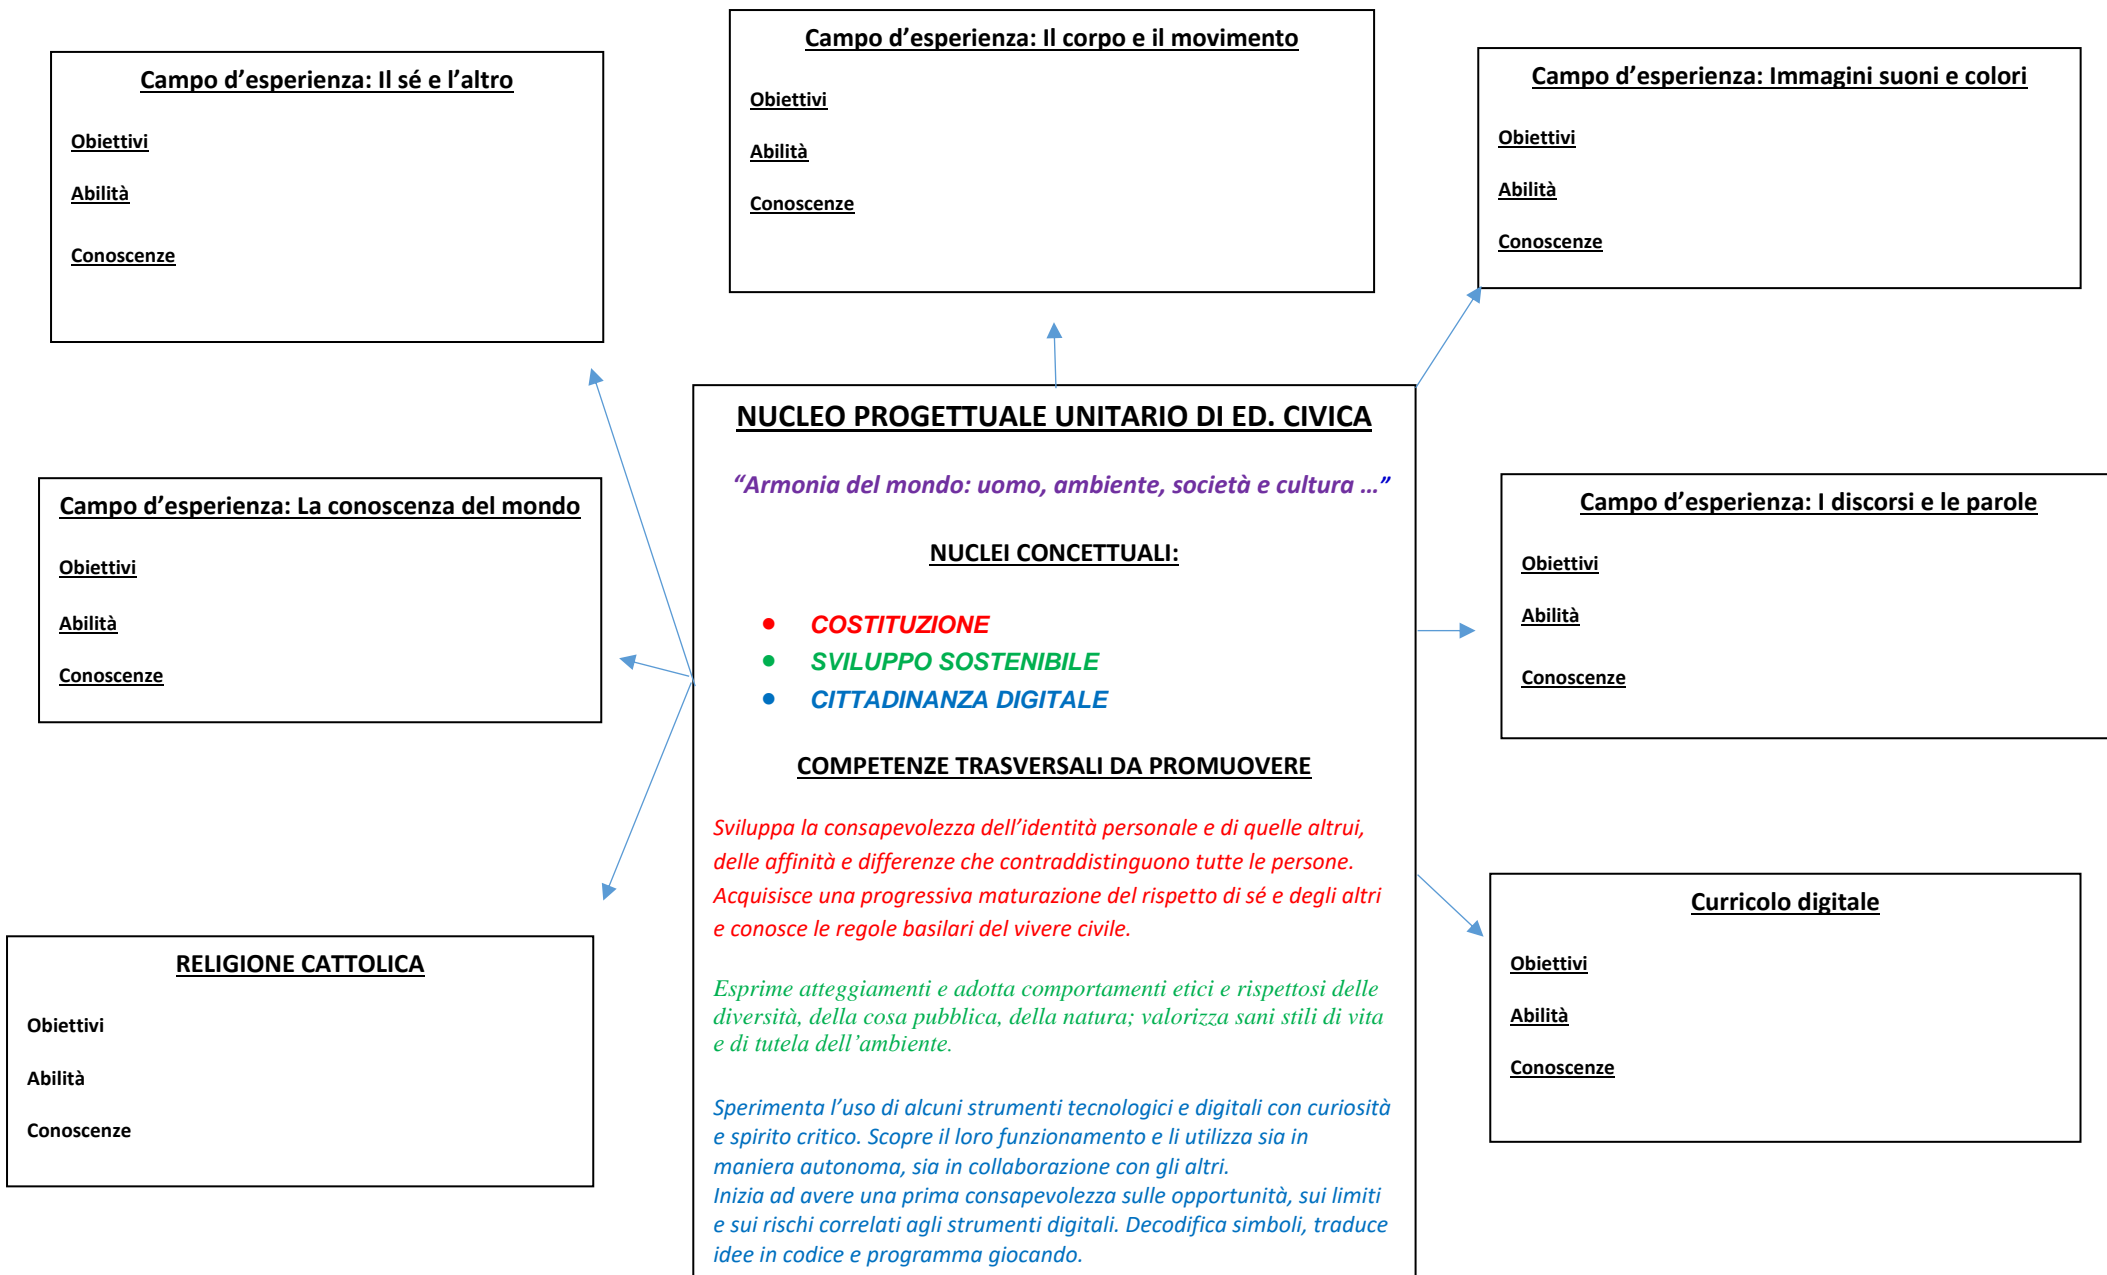 Campo d’esperienza: Il sé e l’altro
Obiettivi
Abilità
Conoscenze
Campo d’esperienza: Il corpo e il movimento
Obiettivi
Abilità
Conoscenze
Campo d’esperienza: Immagini suoni e colori
Obiettivi
Abilità
Conoscenze
Campo d’esperienza: La conoscenza del mondo
Obiettivi
Abilità
Conoscenze
NUCLEO PROGETTUALE UNITARIO DI ED. CIVICA
“Armonia del mondo: uomo, ambiente, società e cultura …”
NUCLEI CONCETTUALI:
• COSTITUZIONE
• SVILUPPO SOSTENIBILE
• CITTADINANZA DIGITALE
COMPETENZE TRASVERSALI DA PROMUOVERE
Sviluppa la consapevolezza dell’identità personale e di quelle altrui,
delle affinità e differenze che contraddistinguono tutte le persone.
Acquisisce una progressiva maturazione del rispetto di sé e degli altri
e conosce le regole basilari del vivere civile.
Esprime atteggiamenti e adotta comportamenti etici e rispettosi delle
diversità, della cosa pubblica, della natura; valorizza sani stili di vita
e di tutela dell’ambiente.
Sperimenta l’uso di alcuni strumenti tecnologici e digitali con curiosità
e spirito critico. Scopre il loro funzionamento e li utilizza sia in
maniera autonoma, sia in collaborazione con gli altri.
Inizia ad avere una prima consapevolezza sulle opportunità, sui limiti
e sui rischi correlati agli strumenti digitali. Decodifica simboli, traduce
idee in codice e programma giocando.
Campo d’esperienza: I discorsi e le parole
Obiettivi
Abilità
Conoscenze
RELIGIONE CATTOLICA
Obiettivi
Abilità
Conoscenze
Curricolo digitale
Obiettivi
Abilità
Conoscenze